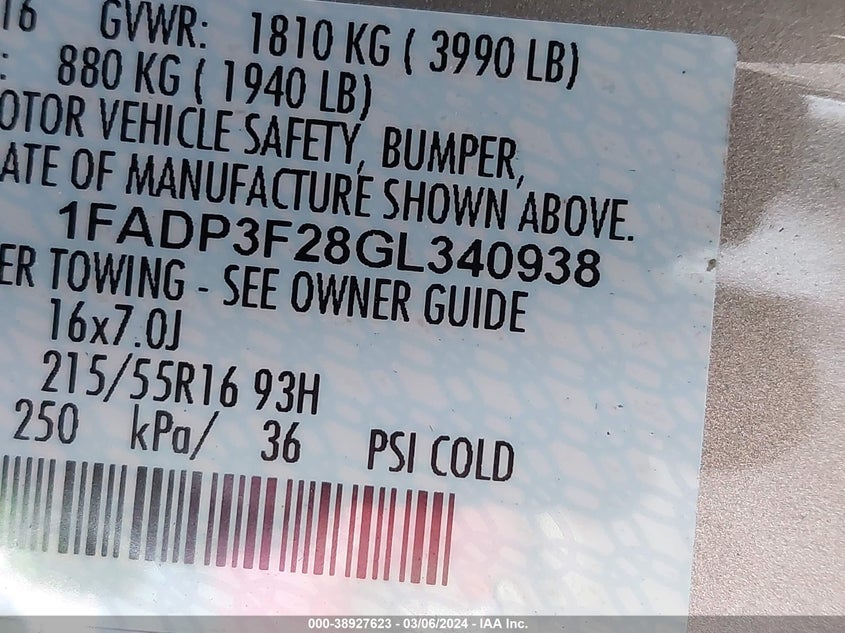 16 GVWR: 1810 KG ( 3990 LB)
: 880 KG ( 1940 LB)
OTOR VEHICLE SAFETY, BUMPER,
ATE OF MANUFACTURE SHOWN ABOVE.
1FADP3F28GL340938
ER TOWING - SEE OWNER GUIDE
16x7.0J
215/55R16 93H
250 kPa/ 36 PSI COLD
000-38927623 - 03/06/2024 - IAA Inc.